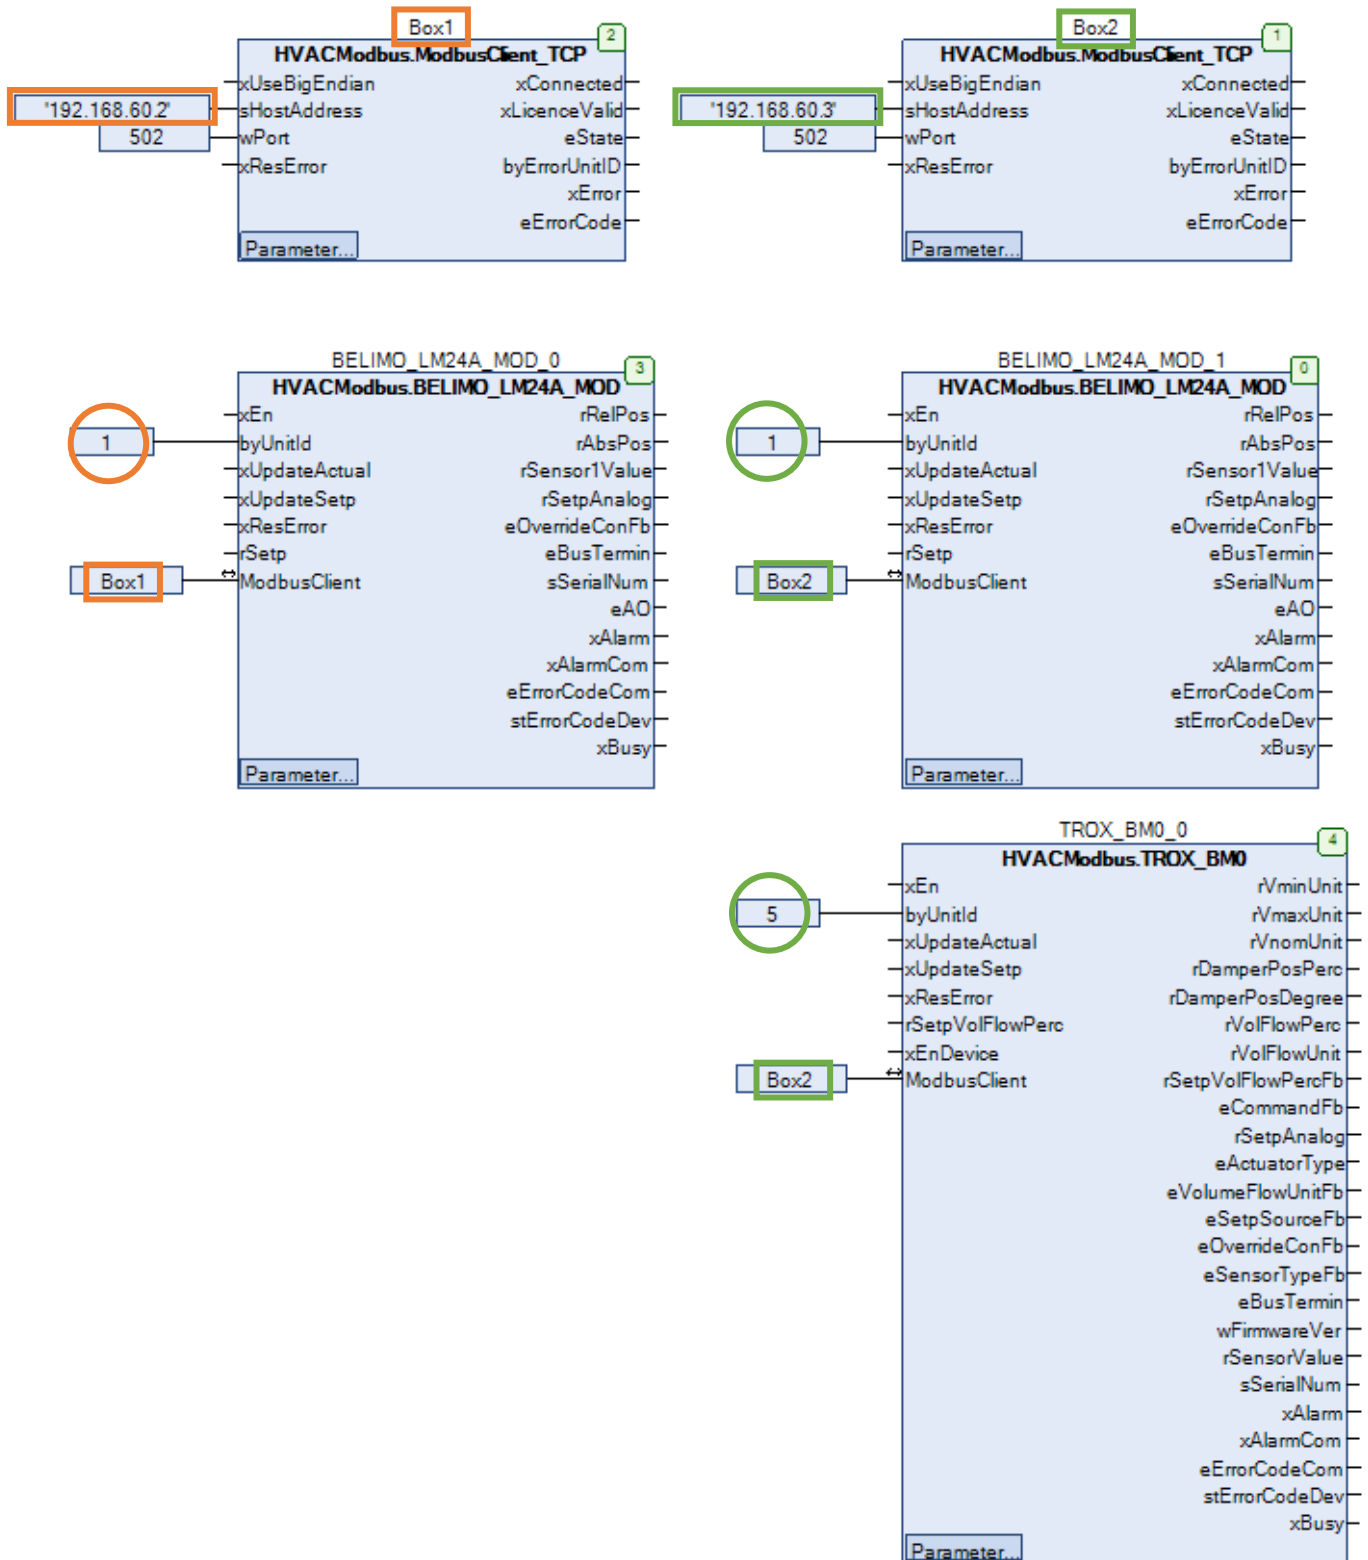 Box1
2
HVACModbus.ModbusClient_TCP
xUseBigEndian xConnected
'192.168.60.2' sHostAddress xLicenceValid
502 wPort eState
xResError byErrorUnitID
xError
eErrorCode
Parameter...
Box2
1
HVACModbus.ModbusClient_TCP
xUseBigEndian xConnected
'192.168.60.3' sHostAddress xLicenceValid
502 wPort eState
xResError byErrorUnitID
xError
eErrorCode
Parameter...
BELIMO_LM24A_MOD_0
3
HVACModbus.BELIMO_LM24A_MOD
xEn rRelPos
1 byUnitId rAbsPos
xUpdateActual rSensor1Value
xUpdateSetp rSetpAnalog
xResError eOverrideConFb
rSetp eBusTermin
Box1 ModbusClient sSerialNum
eAO
xAlarm
xAlarmCom
eErrorCodeCom
stErrorCodeDev
xBusy
Parameter...
BELIMO_LM24A_MOD_1
0
HVACModbus.BELIMO_LM24A_MOD
xEn rRelPos
1 byUnitId rAbsPos
xUpdateActual rSensor1Value
xUpdateSetp rSetpAnalog
xResError eOverrideConFb
rSetp eBusTermin
Box2 ModbusClient sSerialNum
eAO
xAlarm
xAlarmCom
eErrorCodeCom
stErrorCodeDev
xBusy
Parameter...
TROX_BM0_0
4
HVACModbus.TROX_BM0
xEn rVminUnit
5 byUnitId rVmaxUnit
xUpdateActual rVnomUnit
xUpdateSetp rDamperPosPerc
xResError rDamperPosDegree
rSetpVolFlowPerc rVolFlowPerc
xEnDevice rVolFlowUnit
Box2 ModbusClient rSetpVolFlowPercFb
eCommandFb
rSetpAnalog
eActuatorType
eVolumeFlowUnitFb
eSetpSourceFb
eOverrideConFb
eSensorTypeFb
eBusTermin
wFirmwareVer
rSensorValue
sSerialNum
xAlarm
xAlarmCom
eErrorCodeCom
stErrorCodeDev
xBusy
Parameter...